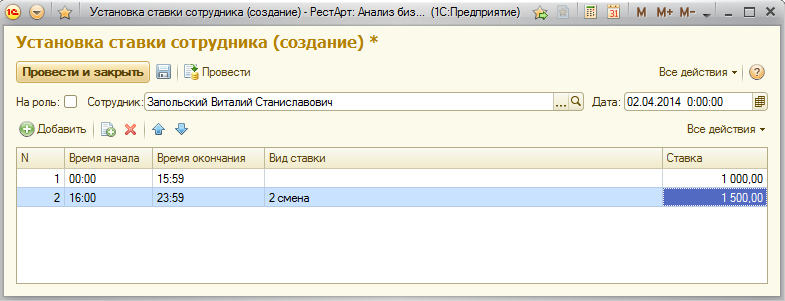 1С Установка ставки сотрудника (создание) - РестАрт: Анализ биз... (1С:Предприятие) 31 M M+ M-
Установка ставки сотрудника (создание) *
Провести и закрыть Провести Все действия ?
На роль: Сотрудник: Запольский Виталий Станиславович ... Дата: 02.04.2014 0:00:00
Добавить Все действия
N Время начала Время окончания Вид ставки Ставка
1 00:00 15:59 1 000,00
2 16:00 23:59 2 смена 1 500,00